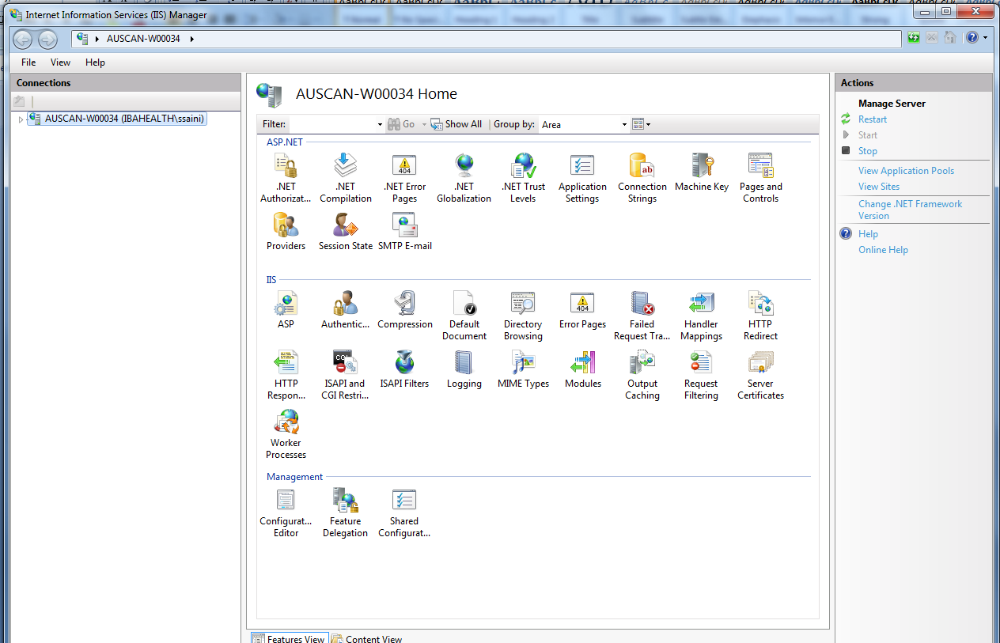 Internet Information Services (IIS) Manager
AUSCAN-W00034
File View Help
Connections
AUSCAN-W00034 (IBAHEALTH\ssaini)
AUSCAN-W00034 Home
Filter: Go Show All Group by: Area
ASP.NET
.NET Authorizat...
.NET Compilation
.NET Error Pages
.NET Globalization
.NET Trust Levels
Application Settings
Connection Strings
Machine Key
Pages and Controls
Providers
Session State
SMTP E-mail
IIS
ASP
Authentic...
Compression
Default Document
Directory Browsing
Error Pages
Failed Request Tra...
Handler Mappings
HTTP Redirect
HTTP Respon...
ISAPI and CGI Restri...
ISAPI Filters
Logging
MIME Types
Modules
Output Caching
Request Filtering
Server Certificates
Worker Processes
Management
Configurat... Editor
Feature Delegation
Shared Configurat...
Features View
Content View
Actions
Manage Server
Restart
Start
Stop
View Application Pools
View Sites
Change .NET Framework
Version
Help
Online Help